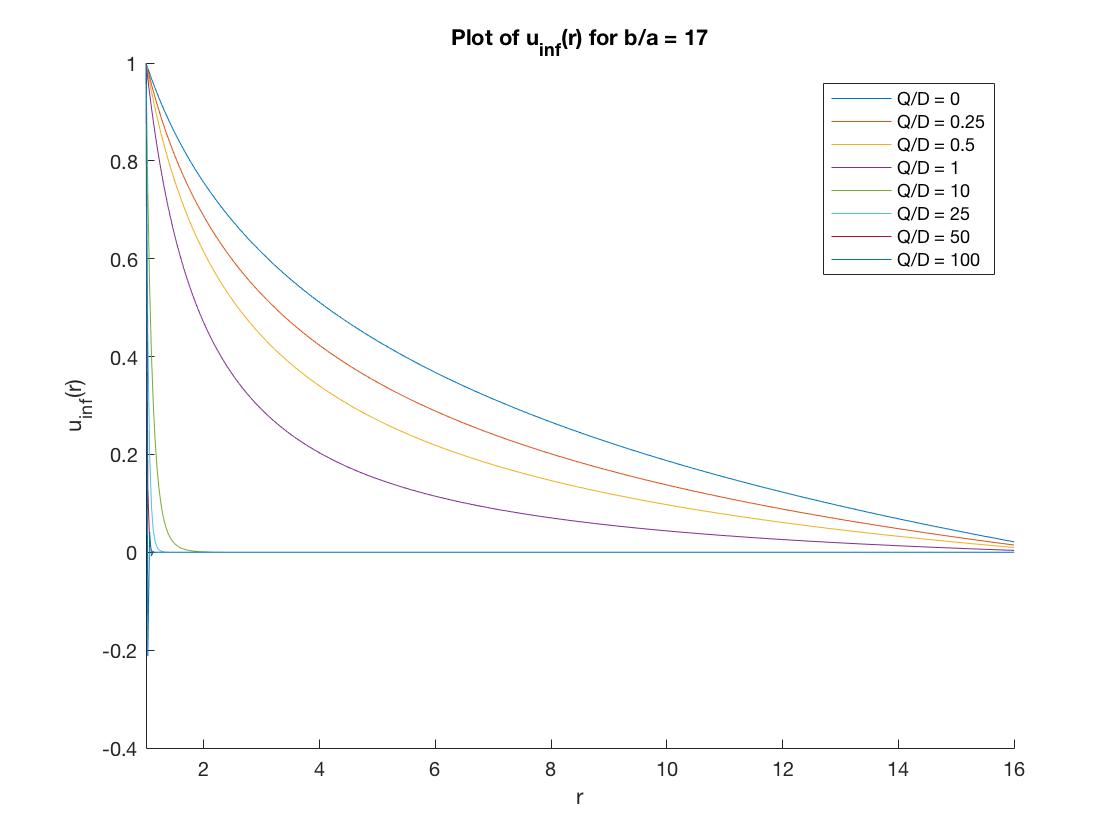 Plot of u_inf(r) for b/a = 17
1
0.8
0.6
0.4
0.2
0
-0.2
-0.4
u_inf(r)
2 4 6 8 10 12 14 16
r
Q/D = 0
Q/D = 0.25
Q/D = 0.5
Q/D = 1
Q/D = 10
Q/D = 25
Q/D = 50
Q/D = 100